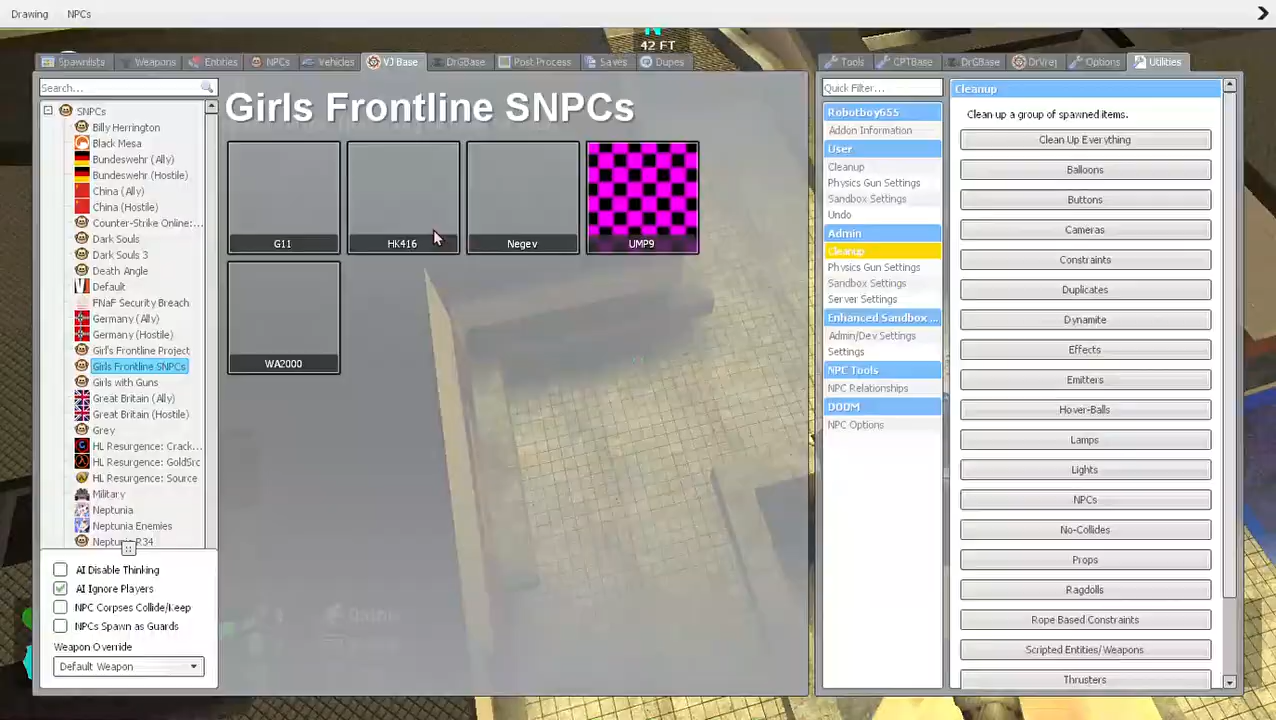 Drawing NPCs
42 FT
Spawnlists Weapons Entities NPCs Vehicles VJ Base DrGBase Post Process Saves Dupes
Search...
SNPCs
Billy Herrington
Black Mesa
Bundeswehr (Ally)
Bundeswehr (Hostile)
China (Ally)
China (Hostile)
Counter-Strike Online:...
Dark Souls
Dark Souls 3
Death Angle
Default
FNaF Security Breach
Germany (Ally)
Germany (Hostile)
Girl's Frontline Project
Girls Frontline SNPCs
Girls with Guns
Great Britain (Ally)
Great Britain (Hostile)
Grey
HL Resurgence: Crack...
HL Resurgence: GoldSrc
HL Resurgence: Source
Military
Neptunia
Neptunia Enemies
Neptunia R34
AI Disable Thinking
AI Ignore Players
NPC Corpses Collide/Keep
NPCs Spawn as Guards
Weapon Override
Default Weapon
Girls Frontline SNPCs
G11 HK416 Negev UMP9
WA2000
Tools CPTBase DrGBase DrVrej Options Utilities
Quick Filter...
Robotboy655
Addon Information
User
Cleanup
Physics Gun Settings
Sandbox Settings
Undo
Admin
Cleanup
Physics Gun Settings
Sandbox Settings
Server Settings
Enhanced Sandbox ...
Admin/Dev Settings
Settings
NPC Tools
NPC Relationships
DOOM
NPC Options
Cleanup
Clean up a group of spawned items.
Clean Up Everything
Balloons
Buttons
Cameras
Constraints
Duplicates
Dynamite
Effects
Emitters
Hover-Balls
Lamps
Lights
NPCs
No-Collides
Props
Ragdolls
Rope Based Constraints
Scripted Entities/Weapons
Thrusters